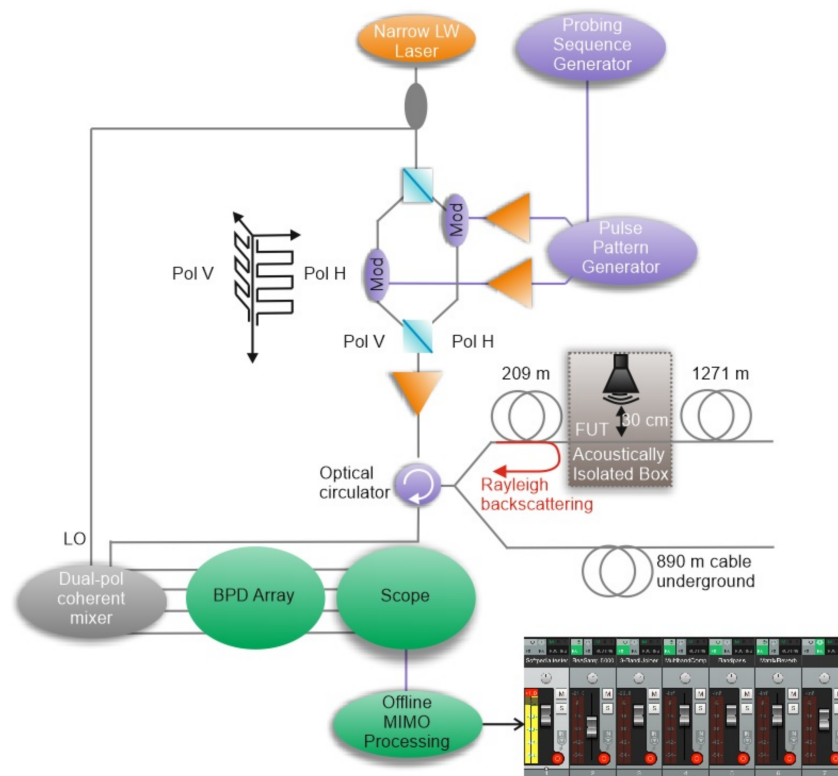 Narrow LW
Laser
Probing
Sequence
Generator
Mod
Pulse
Pattern
Generator
Pol V
Pol H
Mod
Pol V
Pol H
209 m
1271 m
30 cm
FUT
Acoustically
Isolated Box
Optical
circulator
Rayleigh
backscattering
LO
890 m cable
underground
Dual-pol
coherent
mixer
BPD Array
Scope
Offline
MIMO
Processing
M
S
M
S
M
S
M
S
M
S
M
S